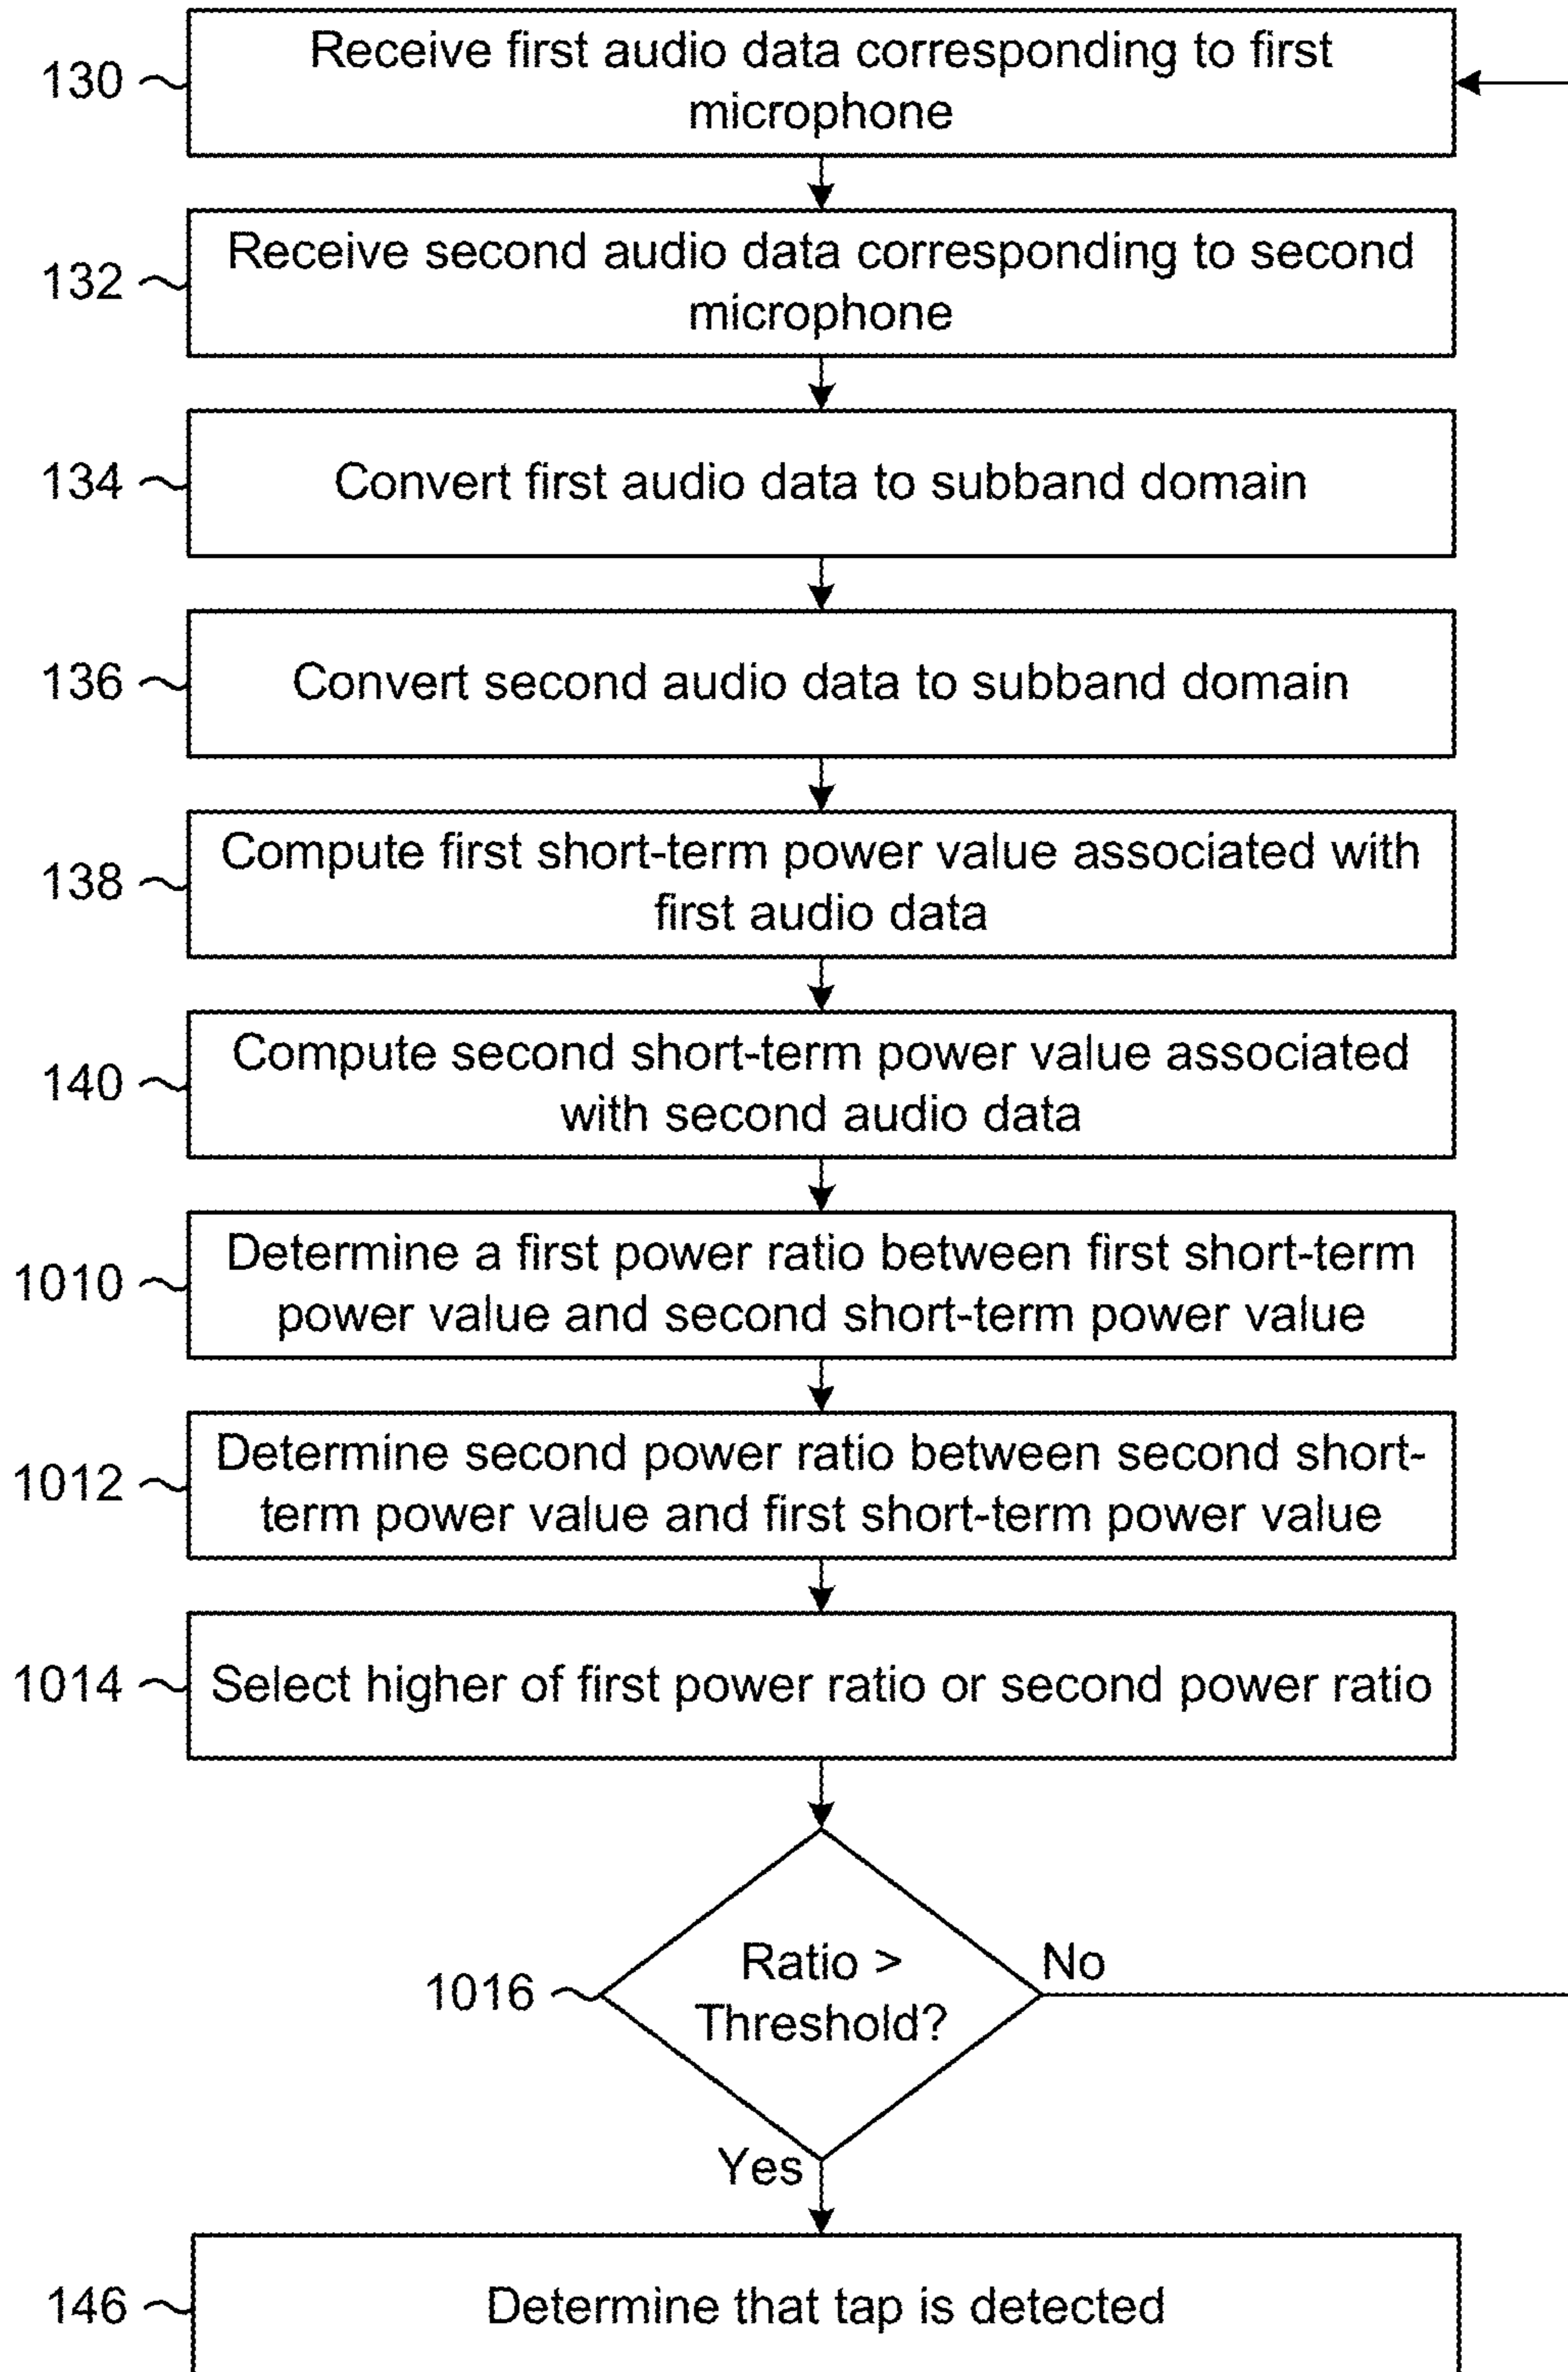 130
Receive first audio data corresponding to first
microphone
132
Receive second audio data corresponding to second
microphone
134
Convert first audio data to subband domain
136
Convert second audio data to subband domain
138
Compute first short-term power value associated with
first audio data
140
Compute second short-term power value associated
with second audio data
1010
Determine a first power ratio between first short-term
power value and second short-term power value
1012
Determine second power ratio between second short-
term power value and first short-term power value
1014
Select higher of first power ratio or second power ratio
1016
Ratio >
Threshold?
No
Yes
146
Determine that tap is detected